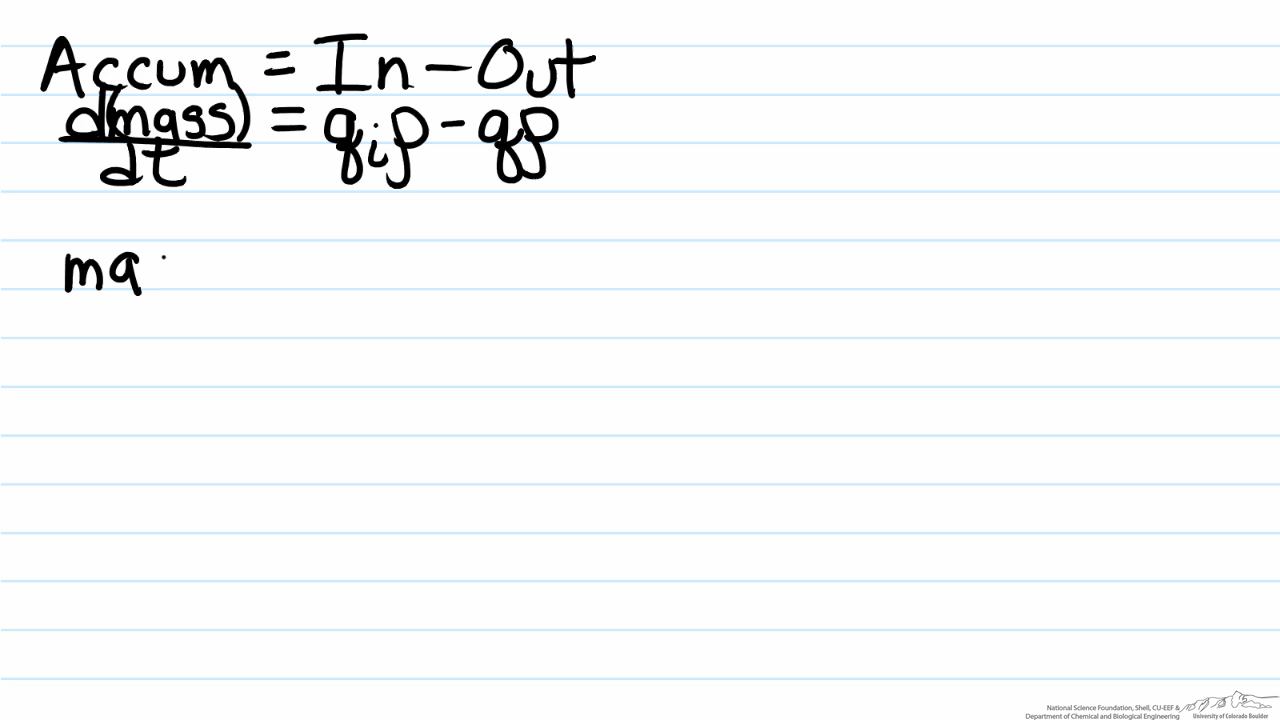 Accum = In - Out
d(mass) = qᵢρ - qρ
dt
ma
National Science Foundation, Shell, CU-EEF &
Department of Chemical and Biological Engineering
University of Colorado Boulder